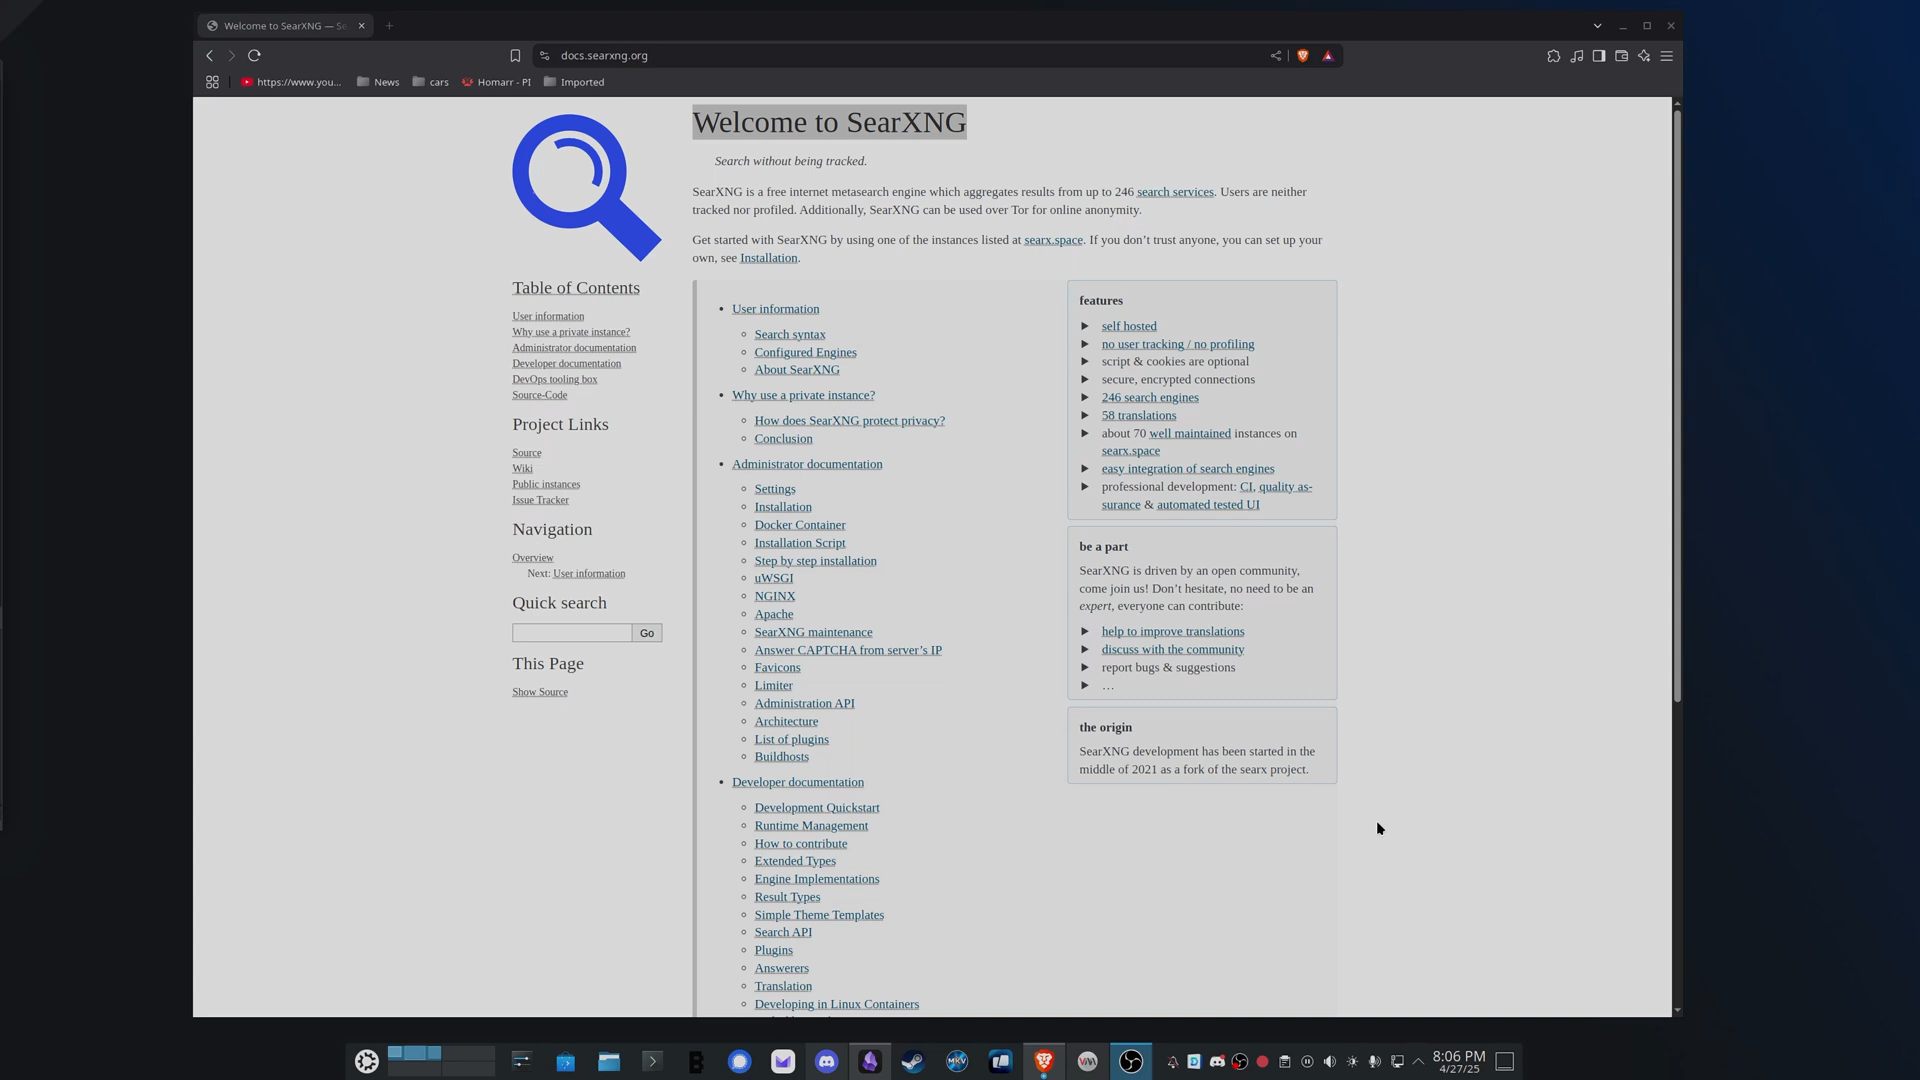 Welcome to SearXNG — Se
docs.searxng.org
https://www.you...
News
cars
Homarr - PI
Imported
Welcome to SearXNG
Search without being tracked.
SearXNG is a free internet metasearch engine which aggregates results from up to 246 search services. Users are neither
tracked nor profiled. Additionally, SearXNG can be used over Tor for online anonymity.
Get started with SearXNG by using one of the instances listed at searx.space. If you don’t trust anyone, you can set up your
own, see Installation.
Table of Contents
User information
Why use a private instance?
Administrator documentation
Developer documentation
DevOps tooling box
Source-Code
Project Links
Source
Wiki
Public instances
Issue Tracker
Navigation
Overview
Next: User information
Quick search
Go
This Page
Show Source
User information
Search syntax
Configured Engines
About SearXNG
Why use a private instance?
How does SearXNG protect privacy?
Conclusion
Administrator documentation
Settings
Installation
Docker Container
Installation Script
Step by step installation
uWSGI
NGINX
Apache
SearXNG maintenance
Answer CAPTCHA from server’s IP
Favicons
Limiter
Administration API
Architecture
List of plugins
Buildhosts
Developer documentation
Development Quickstart
Runtime Management
How to contribute
Extended Types
Engine Implementations
Result Types
Simple Theme Templates
Search API
Plugins
Answerers
Translation
Developing in Linux Containers
features
self hosted
no user tracking / no profiling
script & cookies are optional
secure, encrypted connections
246 search engines
58 translations
about 70 well maintained instances on
searx.space
easy integration of search engines
professional development: CI, quality as-
surance & automated tested UI
be a part
SearXNG is driven by an open community,
come join us! Don’t hesitate, no need to be an
expert, everyone can contribute:
help to improve translations
discuss with the community
report bugs & suggestions
…
the origin
SearXNG development has been started in the
middle of 2021 as a fork of the searx project.
MKV
8:06 PM
4/27/25